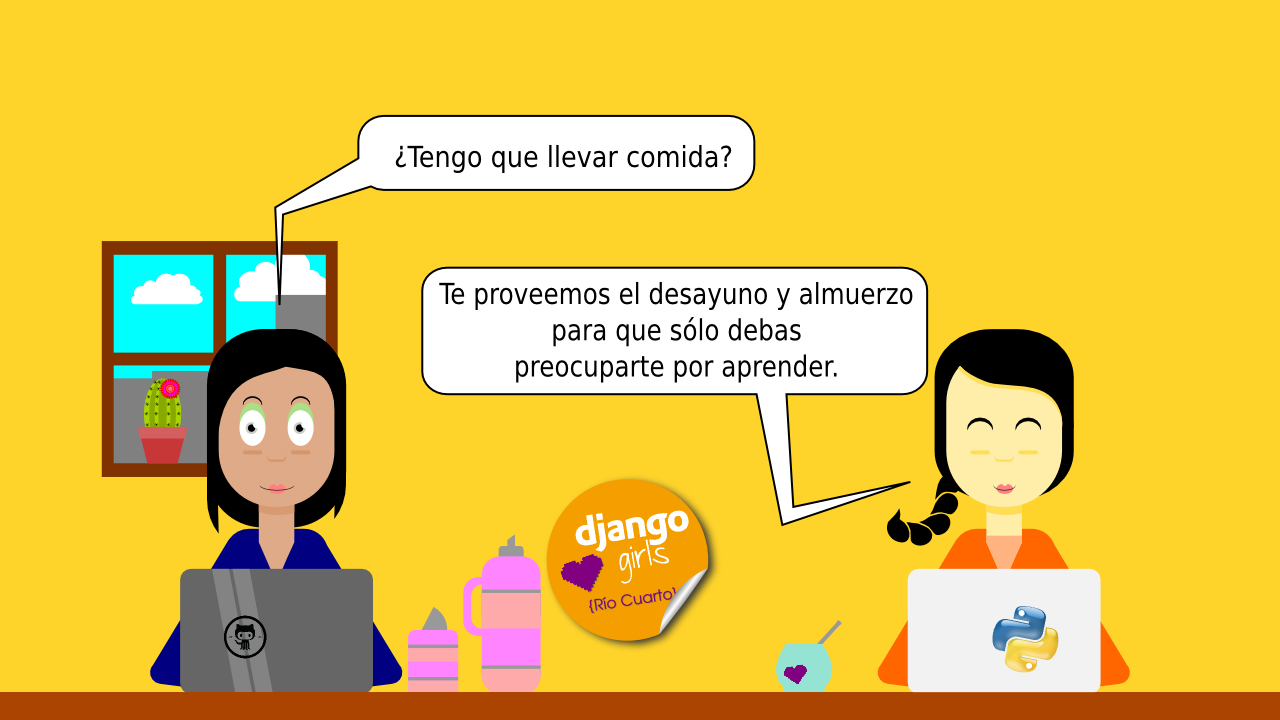 ¿Tengo que llevar comida?
Te proveemos el desayuno y almuerzo
para que sólo debas
preocuparte por aprender.
django
girls
{Río Cuarto}